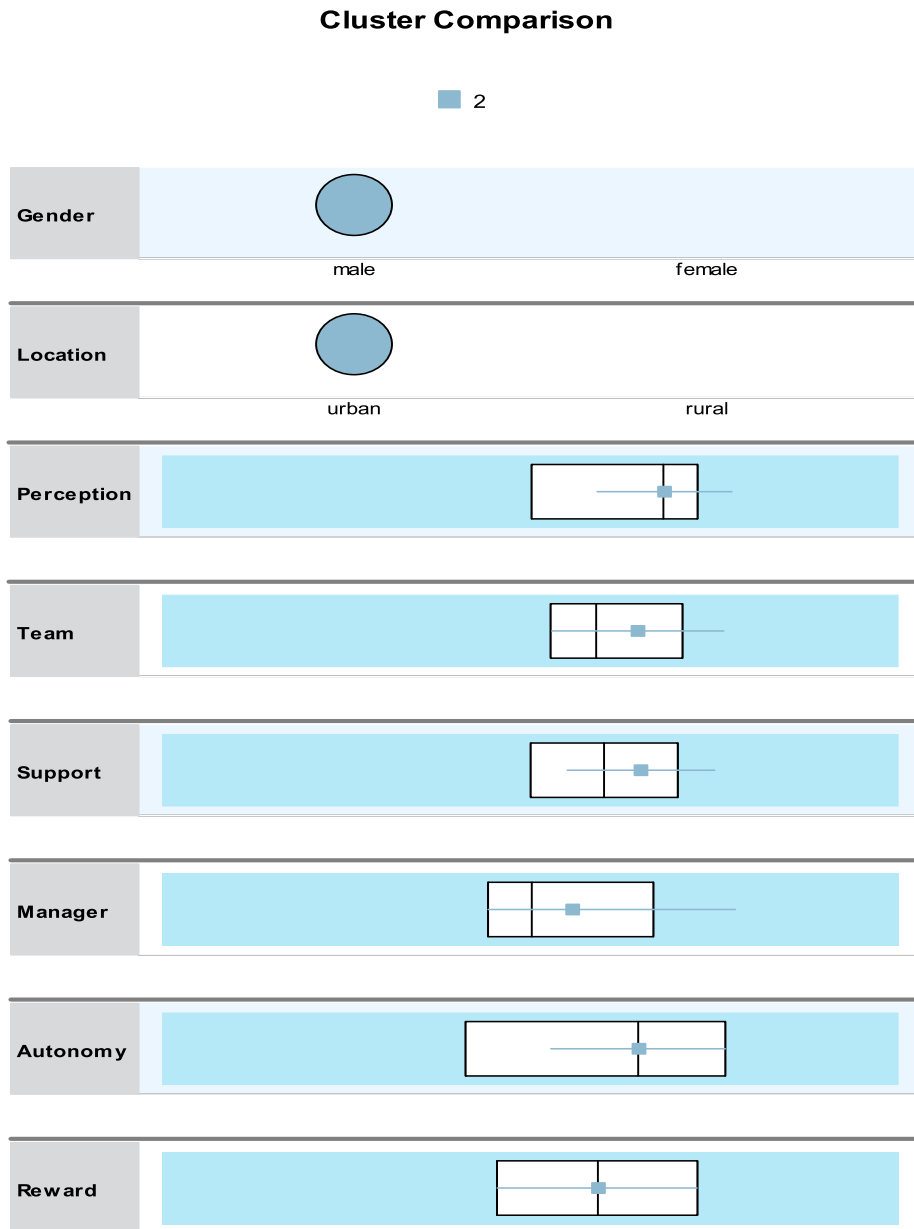 Cluster Comparison
2
Gender
male female
Location
urban rural
Perception
Team
Support
Manager
Autonomy
Reward